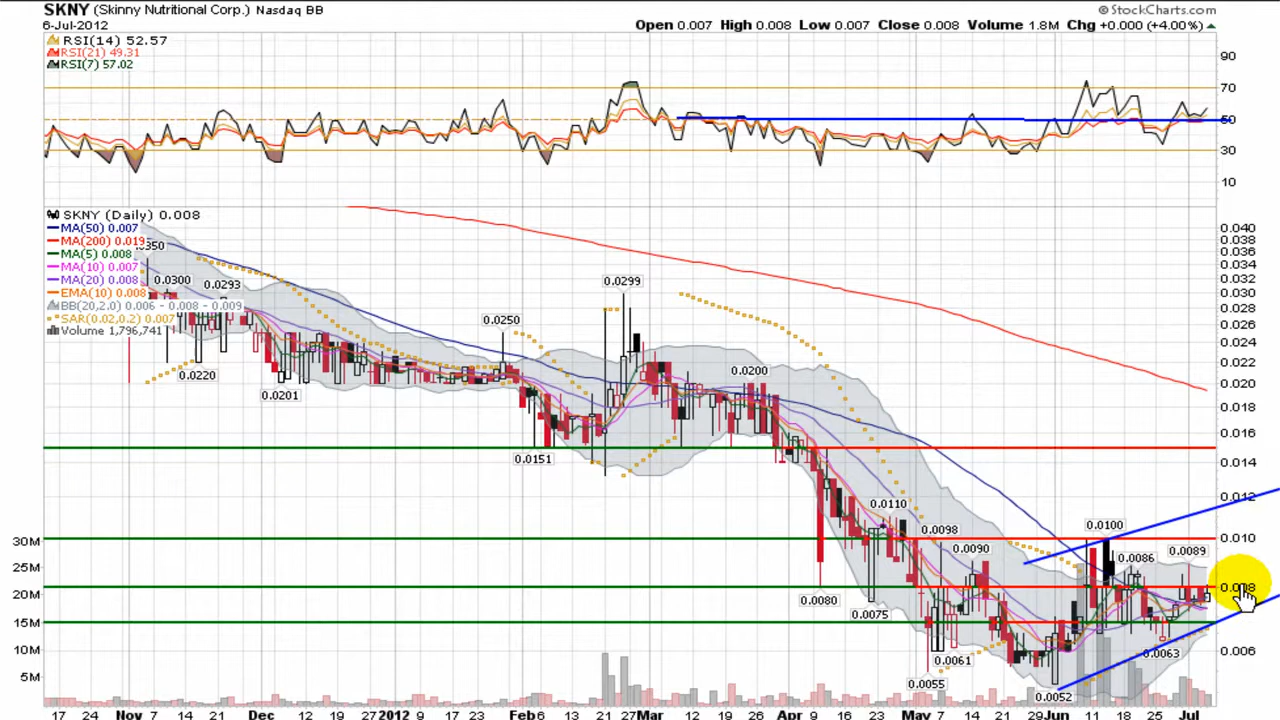 SKNY (Skinny Nutritional Corp.) Nasdaq BB
© StockCharts.com
6-Jul-2012
Open 0.007 High 0.008 Low 0.007 Close 0.008 Volume 1.8M Chg +0.000 (+4.00%)
RSI(14) 52.57
RSI(21) 49.31
RSI(7) 57.02
90
70
50
30
10
SKNY (Daily) 0.008
MA(50) 0.007
MA(200) 0.019
MA(5) 0.008
MA(10) 0.007
MA(20) 0.008
EMA(10) 0.008
BB(20,2.0) 0.006 - 0.008 - 0.009
SAR(0.02,0.2) 0.007
Volume 1,796,741
0.0300
0.0293
0.0220
0.0201
0.0250
0.0151
0.0299
0.0200
0.0080
0.0075
0.0110
0.0098
0.0090
0.0055
0.0061
0.0052
0.0100
0.0086
0.0063
0.0089
0.040
0.038
0.036
0.034
0.032
0.030
0.028
0.026
0.024
0.022
0.020
0.018
0.016
0.014
0.012
0.010
0.008
0.006
30M
25M
20M
15M
10M
5M
17 24 Nov 7 14 21 Dec 12 19 27 2012 9 17 23 Feb 6 13 21 27 Mar 12 19 26 Apr 9 16 23 May 7 14 21 29 Jun 11 18 25 Jul